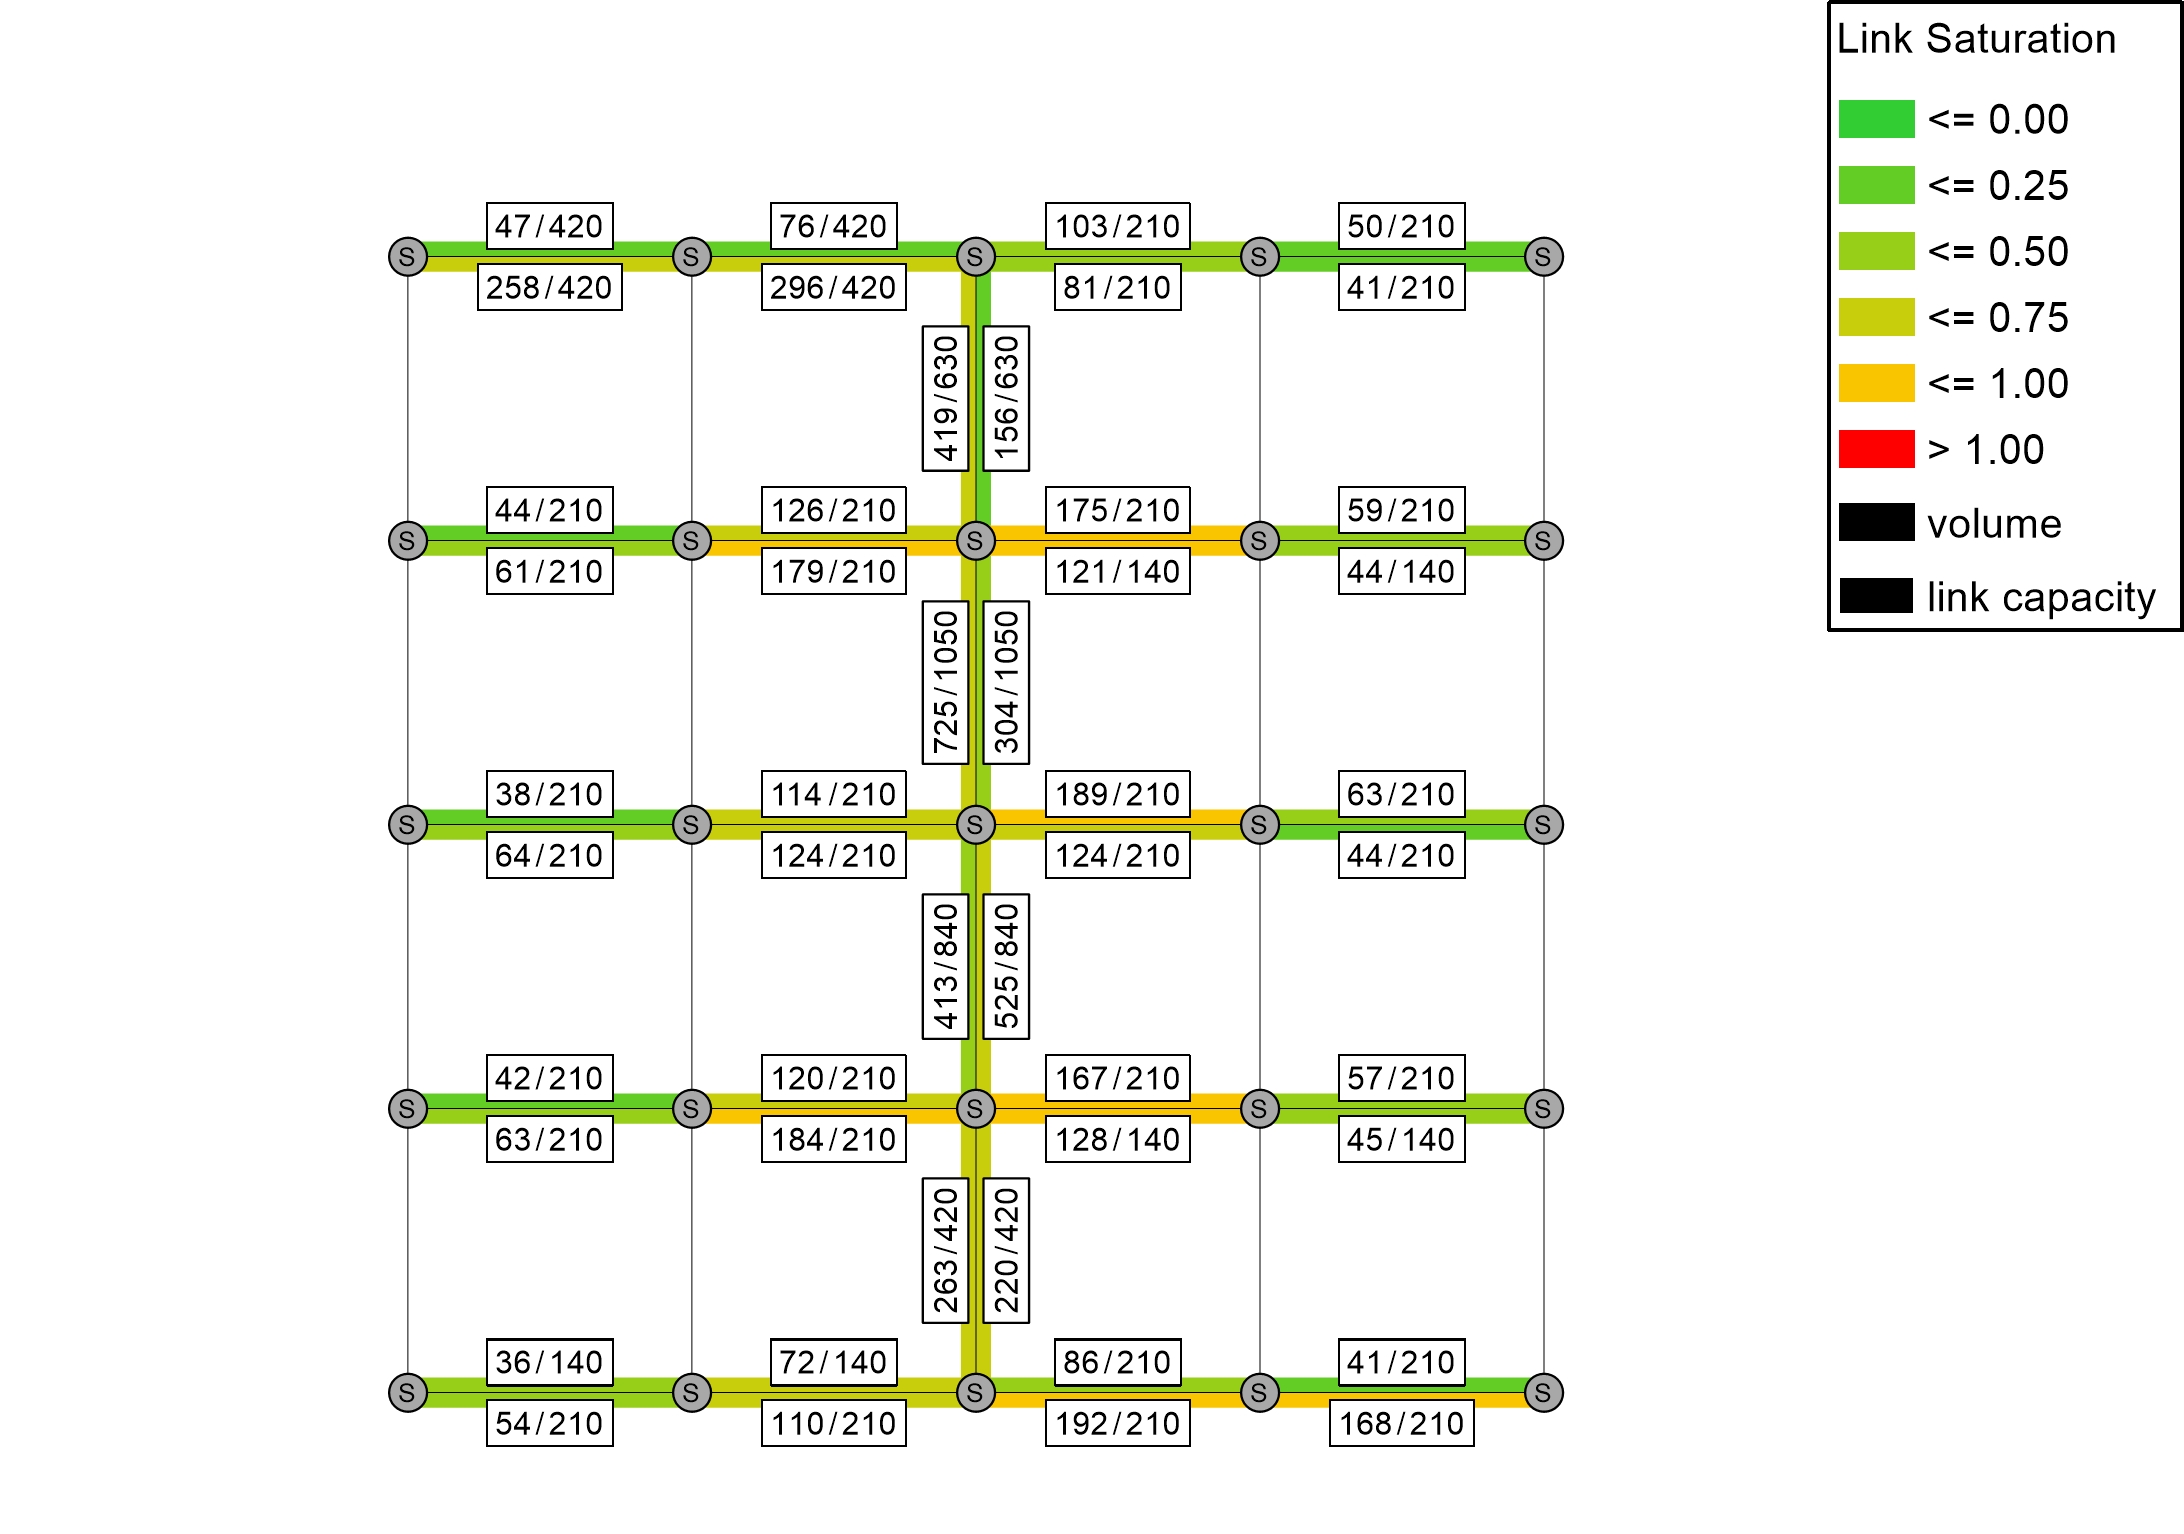 Link Saturation
<= 0.00
<= 0.25
<= 0.50
<= 0.75
<= 1.00
> 1.00
volume
link capacity
47/420
76/420
103/210
50/210
S
S
S
S
S
258/420
296/420
81/210
41/210
419/630
156/630
44/210
126/210
175/210
59/210
S
S
S
S
S
61/210
179/210
121/140
44/140
725/1050
304/1050
38/210
114/210
189/210
63/210
S
S
S
S
S
64/210
124/210
124/210
44/210
413/840
525/840
42/210
120/210
167/210
57/210
S
S
S
S
S
63/210
184/210
128/140
45/140
263/420
220/420
36/140
72/140
86/210
41/210
S
S
S
S
S
54/210
110/210
192/210
168/210